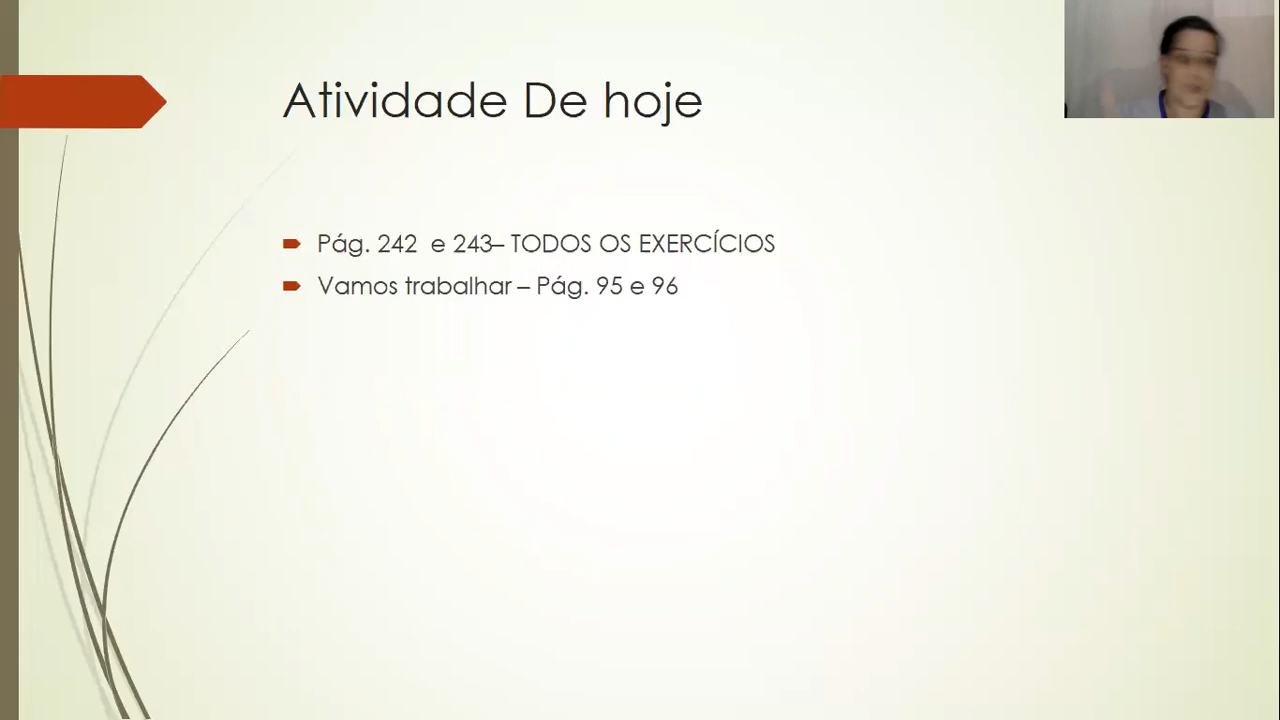 Atividade De hoje
Pág. 242 e 243– TODOS OS EXERCÍCIOS
Vamos trabalhar – Pág. 95 e 96